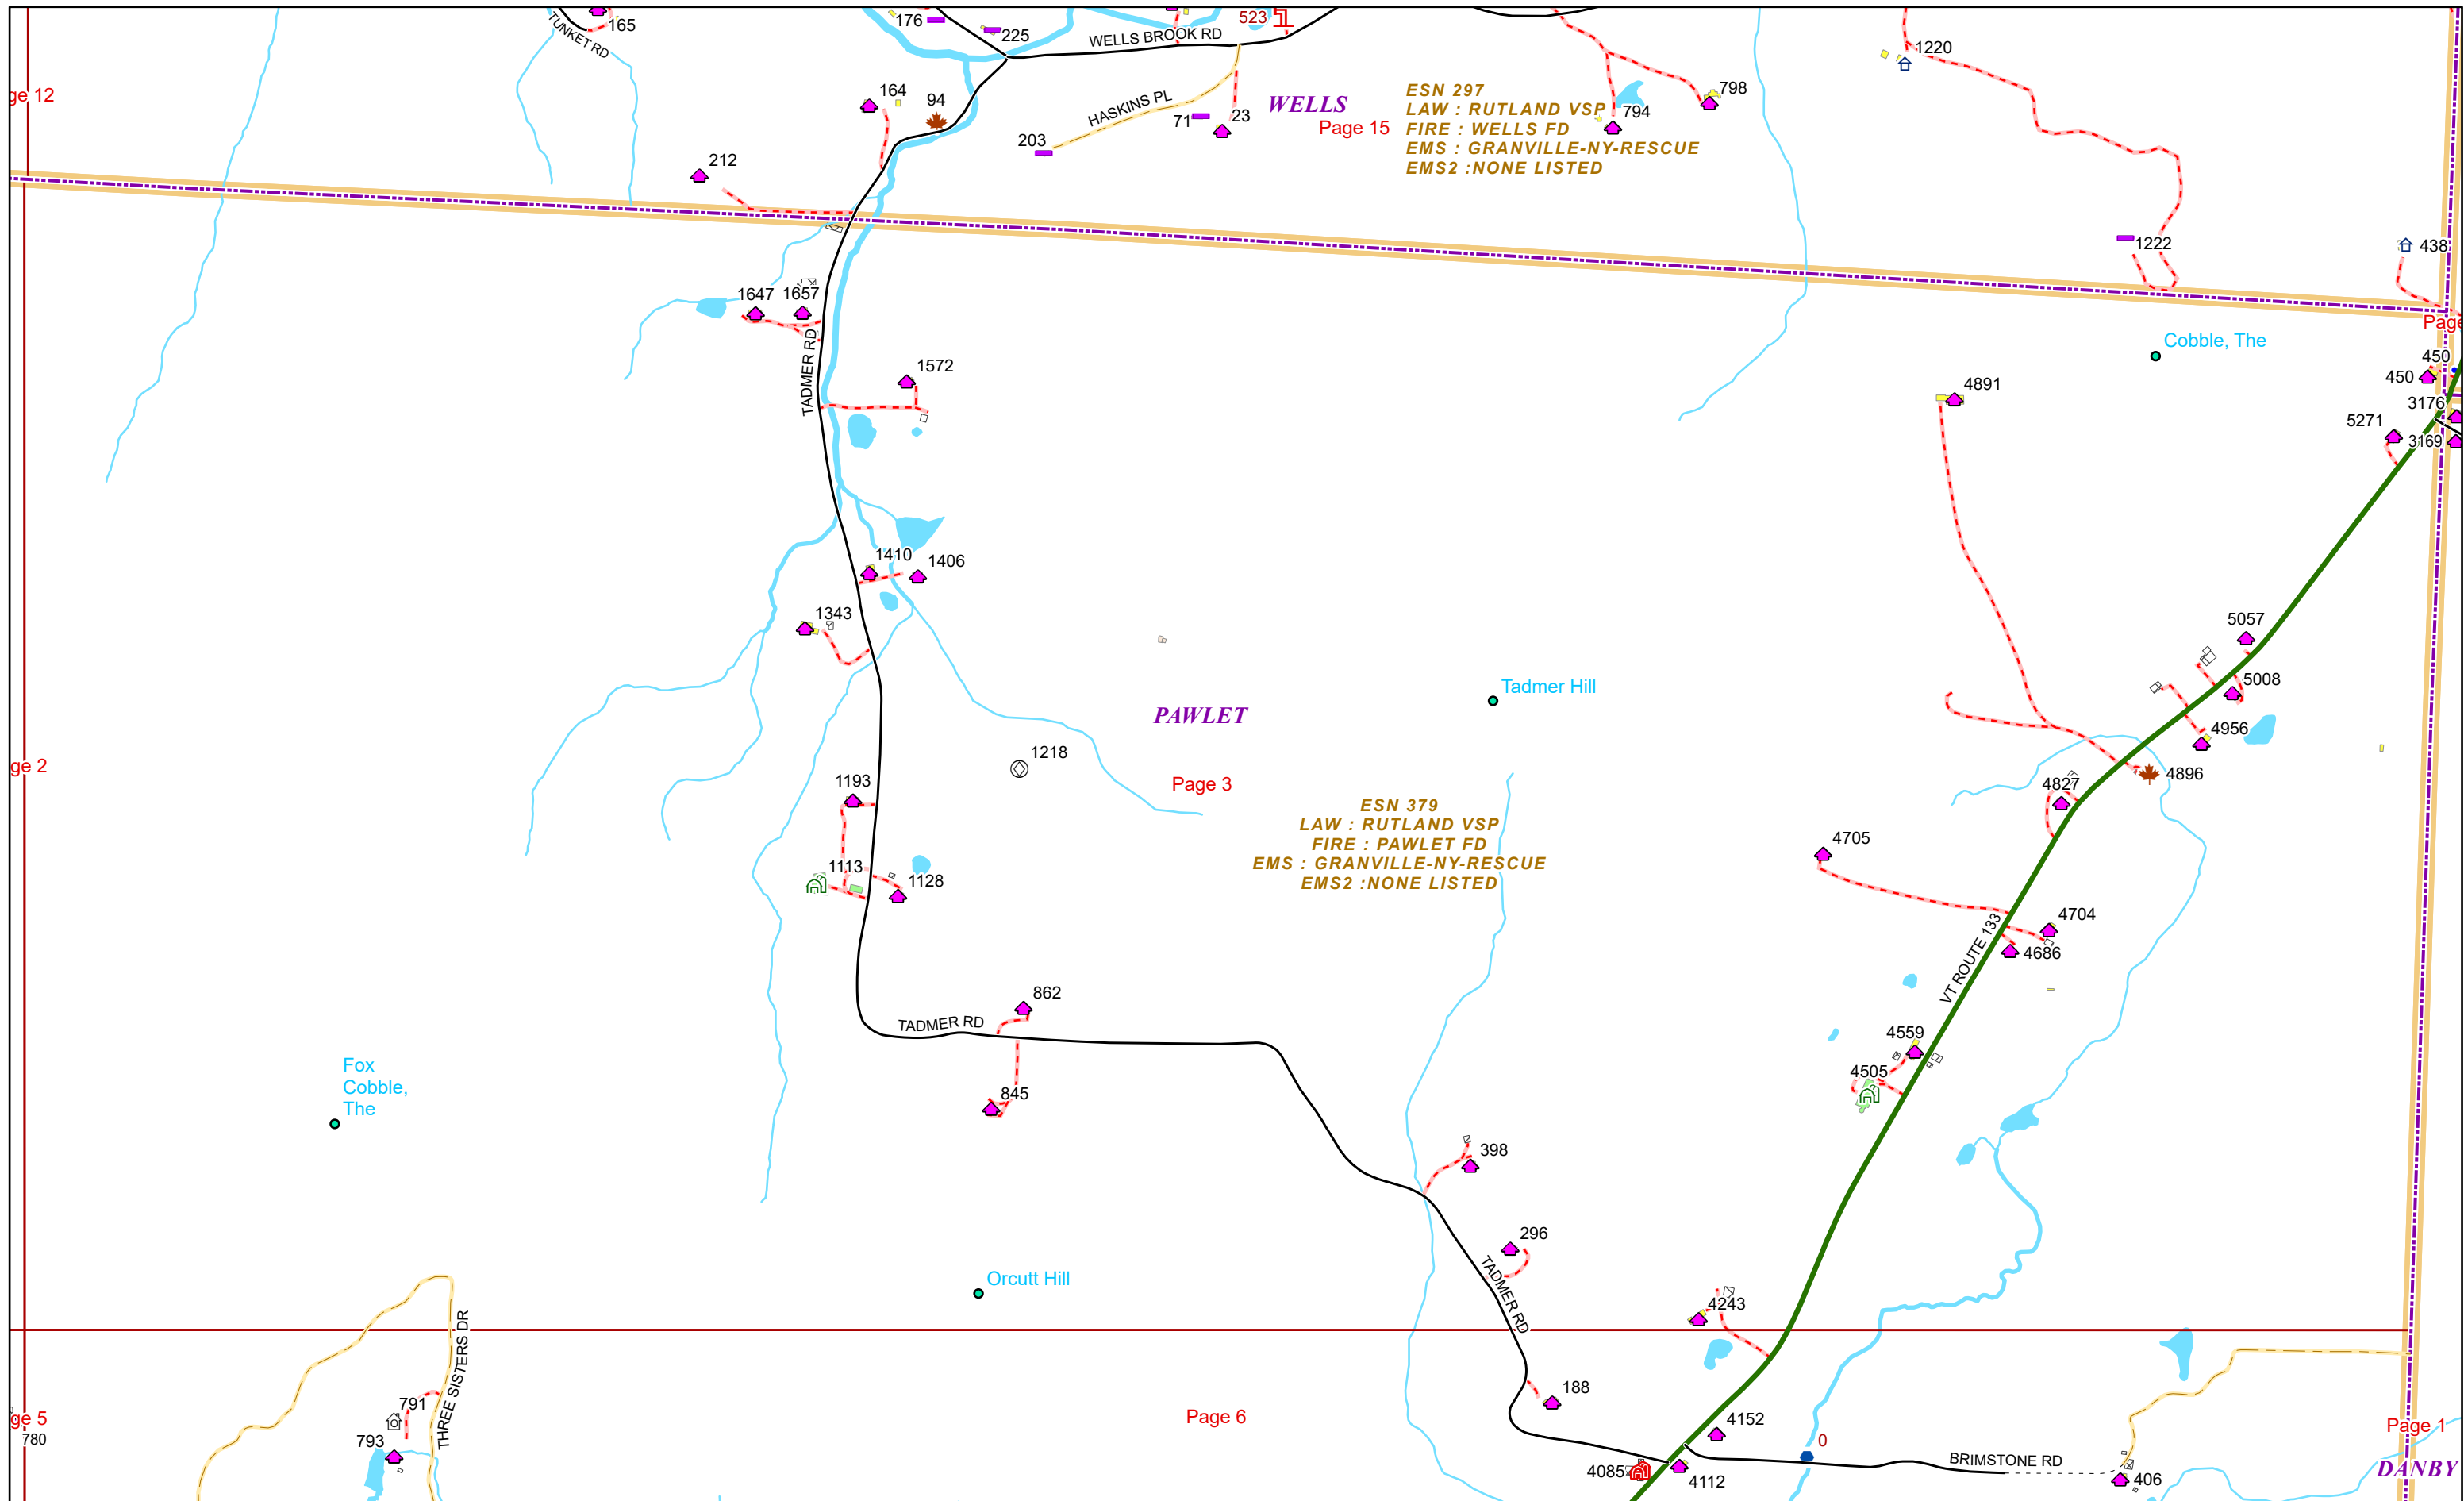 TUNKET RD
165
176
225
523
WELLS BROOK RD
1220
ge 12
164
94
HASKINS PL
71
23
203
WELLS
Page 15
ESN 297
LAW : RUTLAND VSP
FIRE : WELLS FD
EMS : GRANVILLE-NY-RESCUE
EMS2 :NONE LISTED
794
798
212
1222
438
1647
1657
TADMER RD
1572
Cobble, The
Page
450
450
4891
3176
5271
3169
1410
1406
1343
5057
5008
4956
4896
Tadmer Hill
PAWLET
1218
ge 2
1193
Page 3
4827
ESN 379
LAW : RUTLAND VSP
FIRE : PAWLET FD
EMS : GRANVILLE-NY-RESCUE
EMS2 :NONE LISTED
4705
1113
1128
4704
4686
VT ROUTE 133
862
TADMER RD
4559
Fox
Cobble,
The
4505
845
398
296
Orcutt Hill
TADMER RD
4243
THREE SISTERS DR
791
188
ge 5
780
793
Page 6
4152
0
Page 1
BRIMSTONE RD
4085
4112
406
DANBY